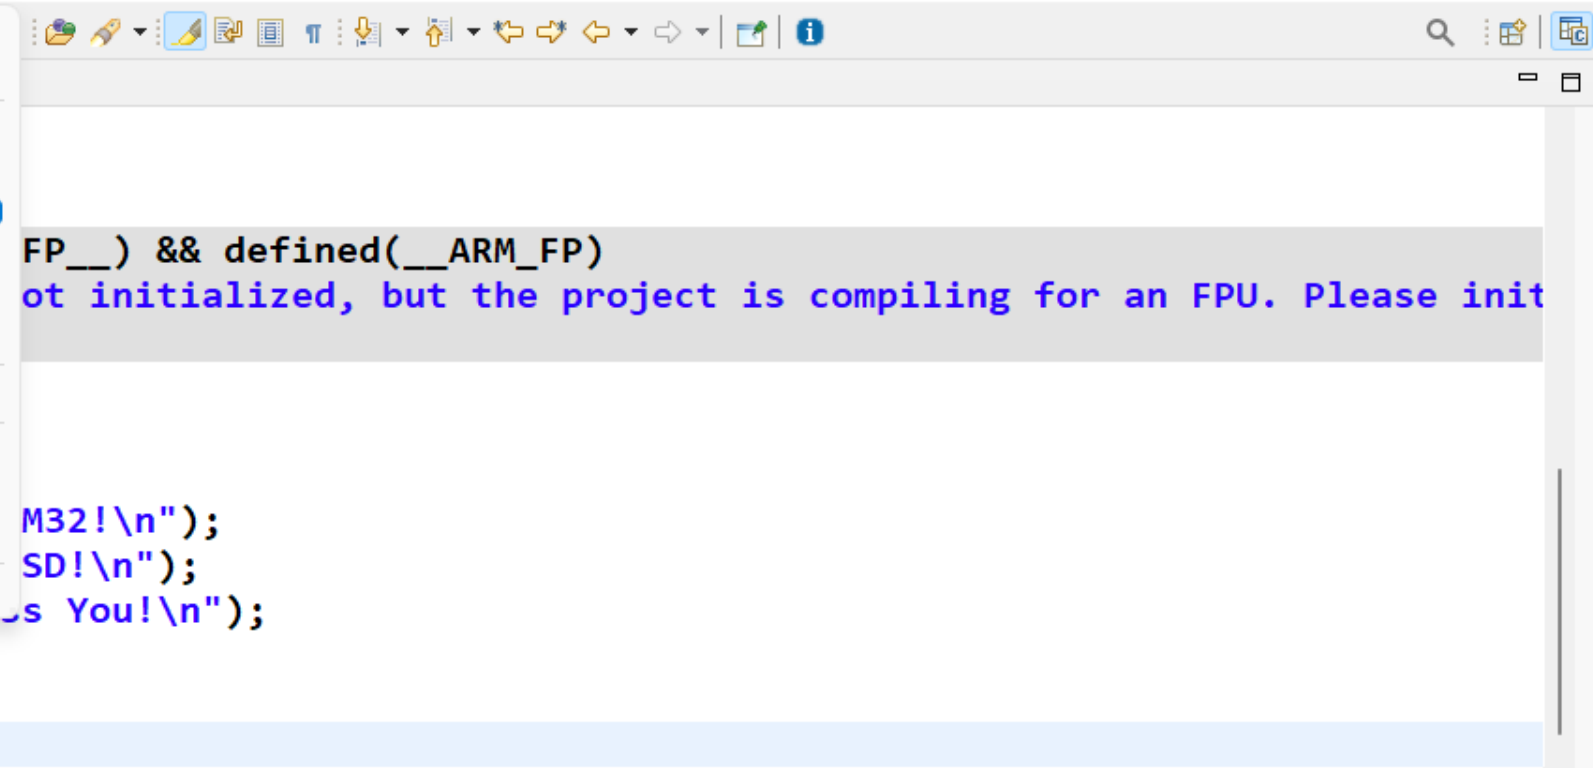 FP__) && defined(__ARM_FP)
ot initialized, but the project is compiling for an FPU. Please init
M32!\n");
SD!\n");
s You!\n");